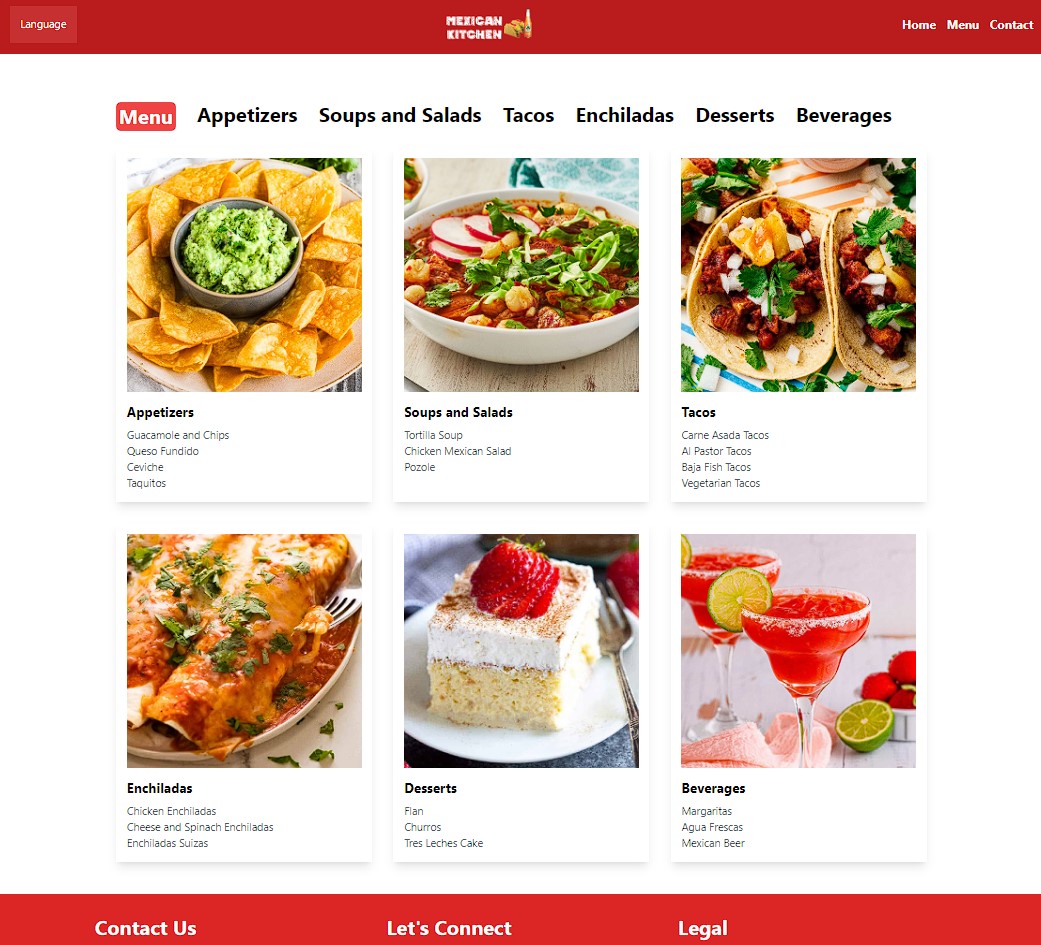 Language
MEXICAN
KITCHEN
Home Menu Contact
Menu Appetizers Soups and Salads Tacos Enchiladas Desserts Beverages
Appetizers
Guacamole and Chips
Queso Fundido
Ceviche
Taquitos
Soups and Salads
Tortilla Soup
Chicken Mexican Salad
Pozole
Tacos
Carne Asada Tacos
Al Pastor Tacos
Baja Fish Tacos
Vegetarian Tacos
Enchiladas
Chicken Enchiladas
Cheese and Spinach Enchiladas
Enchiladas Suizas
Desserts
Flan
Churros
Tres Leches Cake
Beverages
Margaritas
Agua Frescas
Mexican Beer
Contact Us Let's Connect Legal